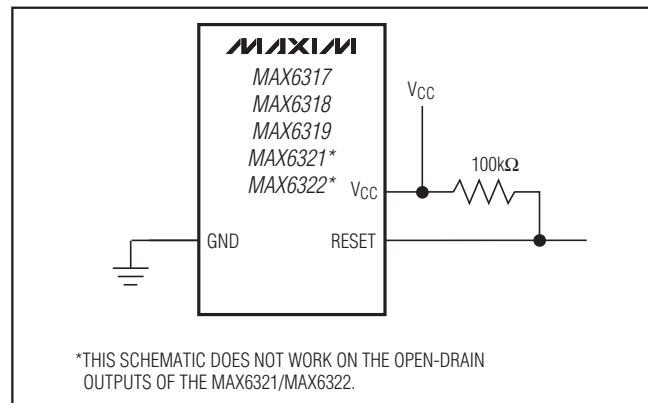 MAXIM
MAX6317
MAX6318
MAX6319
MAX6321*
MAX6322*
VCC
VCC
100kΩ
GND
RESET
*THIS SCHEMATIC DOES NOT WORK ON THE OPEN-DRAIN
OUTPUTS OF THE MAX6321/MAX6322.